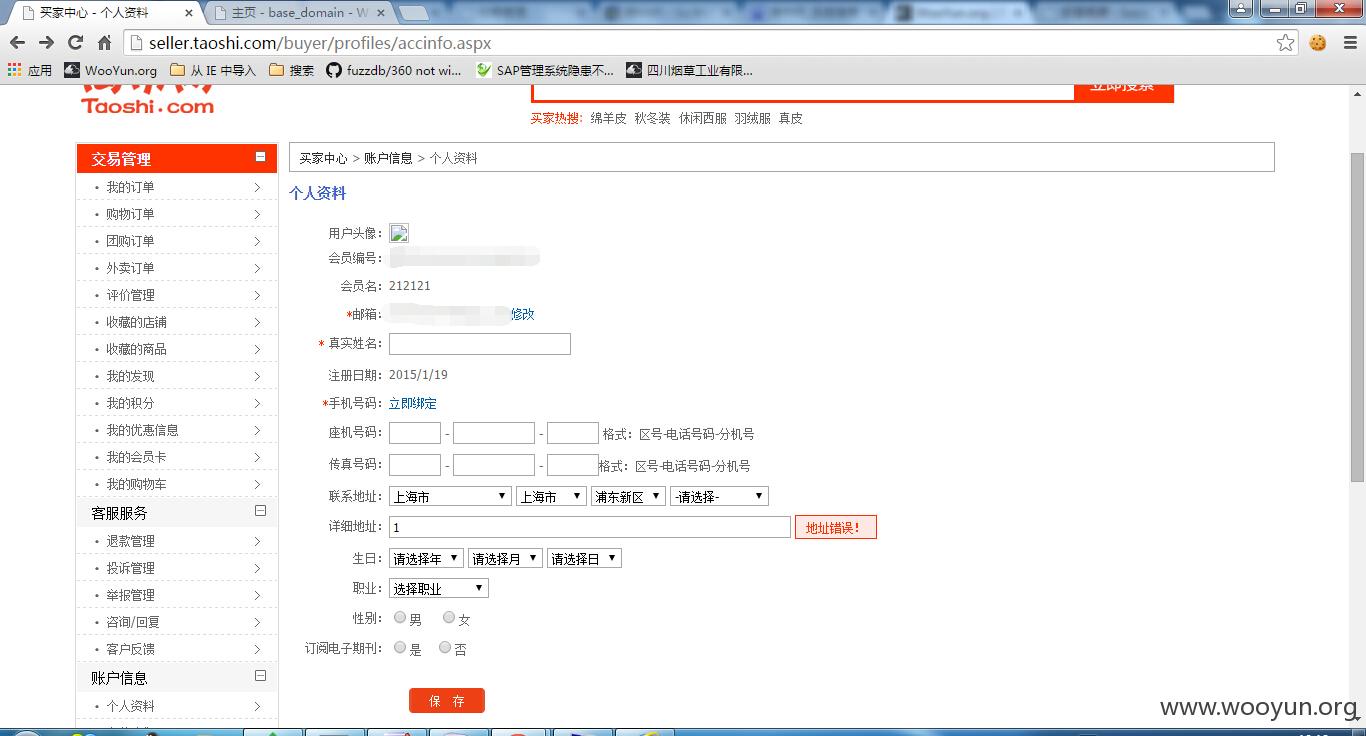 买家中心 - 个人资料
主页 - base_domain - W
seller.taoshi.com/buyer/profiles/accinfo.aspx
应用 WooYun.org 从 IE 中导入 搜索 fuzzdb/360 not wi... SAP管理系统隐患不... 四川烟草工业有限...
Taoshi.com
立即搜索
买家热搜: 绵羊皮 秋冬装 休闲西服 羽绒服 真皮
交易管理
我的订单
购物订单
团购订单
外卖订单
评价管理
收藏的店铺
收藏的商品
我的发现
我的积分
我的优惠信息
我的会员卡
我的购物车
客服服务
退款管理
投诉管理
举报管理
咨询/回复
客户反馈
账户信息
个人资料
买家中心 > 账户信息 > 个人资料
个人资料
用户头像:
会员编号:
会员名: 212121
*邮箱: 修改
* 真实姓名:
注册日期: 2015/1/19
*手机号码: 立即绑定
座机号码: - - 格式: 区号-电话号码-分机号
传真号码: - - 格式: 区号-电话号码-分机号
联系地址: 上海市 上海市 浦东新区 -请选择-
详细地址: 1 地址错误!
生日: 请选择年 请选择月 请选择日
职业: 选择职业
性别: 男 女
订阅电子期刊: 是 否
保 存
www.wooyun.org